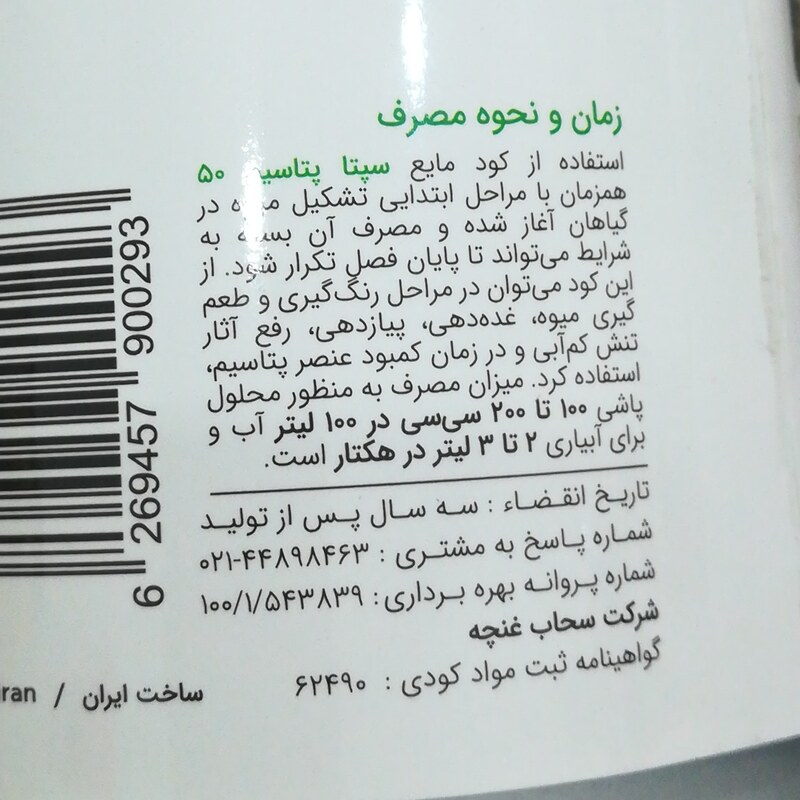 زمان و نحوه مصرف
استفاده از کود مایع سپتا پتاسیم ۵۰
همزمان با مراحل ابتدایی تشکیل میوه در
گیاهان آغاز شده و مصرف آن بسته به
شرایط می‌تواند تا پایان فصل تکرار شود. از
این کود می‌توان در مراحل رنگ‌گیری و طعم
گیری میوه، غده‌دهی، پیازدهی، رفع آثار
تنش کم‌آبی و در زمان کمبود عنصر پتاسیم،
استفاده کرد. میزان مصرف به منظور محلول
پاشی ۱۰۰ تا ۲۰۰ سی‌سی در ۱۰۰ لیتر آب و
برای آبیاری ۲ تا ۳ لیتر در هکتار است.
تاریخ انقضاء : سه سال پس از تولید
شماره پاسخ به مشتری : ۰۲۱-۴۴۸۹۸۴۶۳
شماره پروانه بهره برداری : ۱۰۰/۱/۵۴۳۸۳۹
شرکت سحاب غنچه
گواهینامه ثبت مواد کودی : ۶۲۴۹۰
ساخت ایران /
6 269457 900293